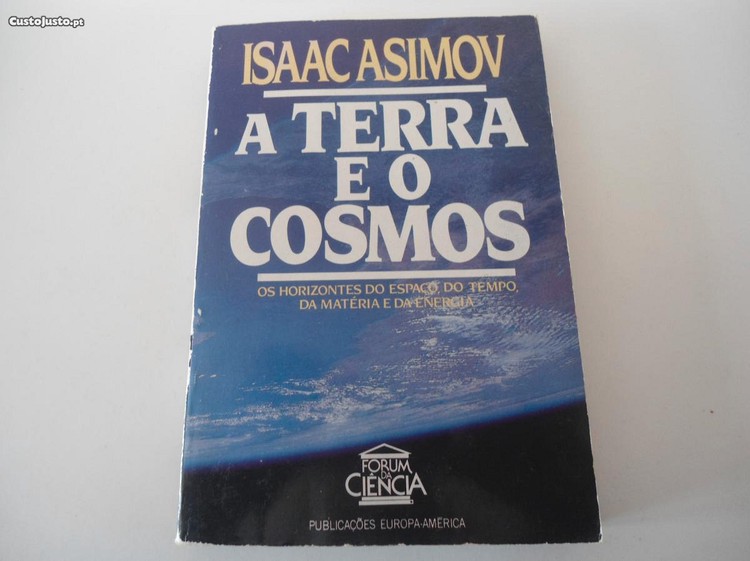 CustoJusto.pt
ISAAC ASIMOV
A TERRA
E O
COSMOS
OS HORIZONTES DO ESPAÇO, DO TEMPO,
DA MATÉRIA E DA ENERGIA
FORUM
DA
CIÊNCIA
PUBLICAÇÕES EUROPA-AMÉRICA